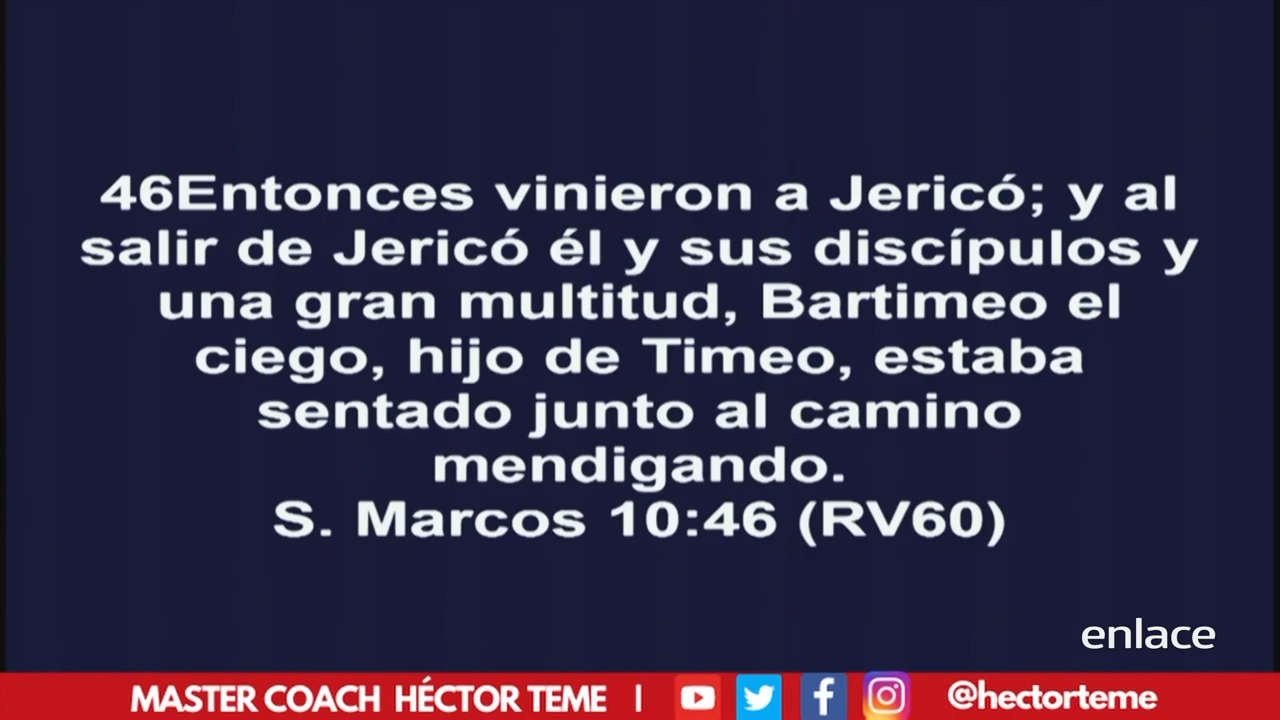 46Entonces vinieron a Jericó; y al
salir de Jericó él y sus discípulos y
una gran multitud, Bartimeo el
ciego, hijo de Timeo, estaba
sentado junto al camino
mendigando.
S. Marcos 10:46 (RV60)
enlace
MASTER COACH HÉCTOR TEME | @hectorteme